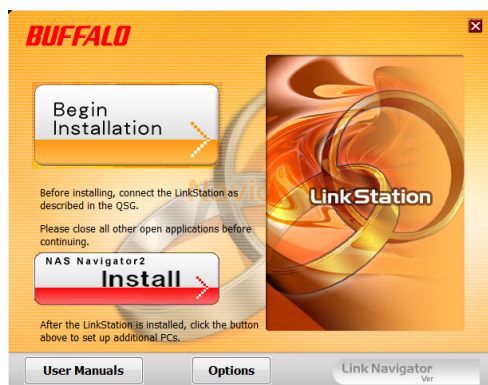 BUFFALO
Begin
Installation
Before installing, connect the LinkStation as
described in the QSG.
Please close all other open applications before
continuing.
NAS Navigator2
Install
After the LinkStation is installed, click the button
above to set up additional PCs.
LinkStation
User Manuals
Options
Link Navigator
Ver